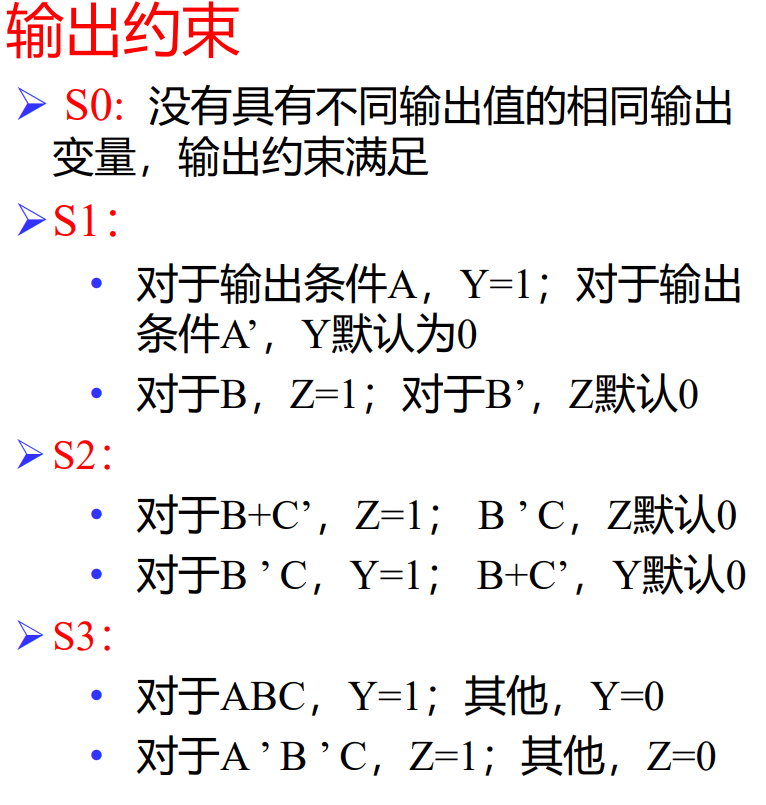 输出约束
➢ S0: 没有具有不同输出值的相同输出
变量，输出约束满足
➢ S1：
• 对于输出条件A，Y=1；对于输出
条件A’，Y默认为0
• 对于B，Z=1；对于B’，Z默认0
➢ S2：
• 对于B+C’，Z=1； B ’ C，Z默认0
• 对于B ’ C，Y=1； B+C’，Y默认0
➢ S3：
• 对于ABC，Y=1；其他，Y=0
• 对于A ’ B ’ C，Z=1；其他，Z=0